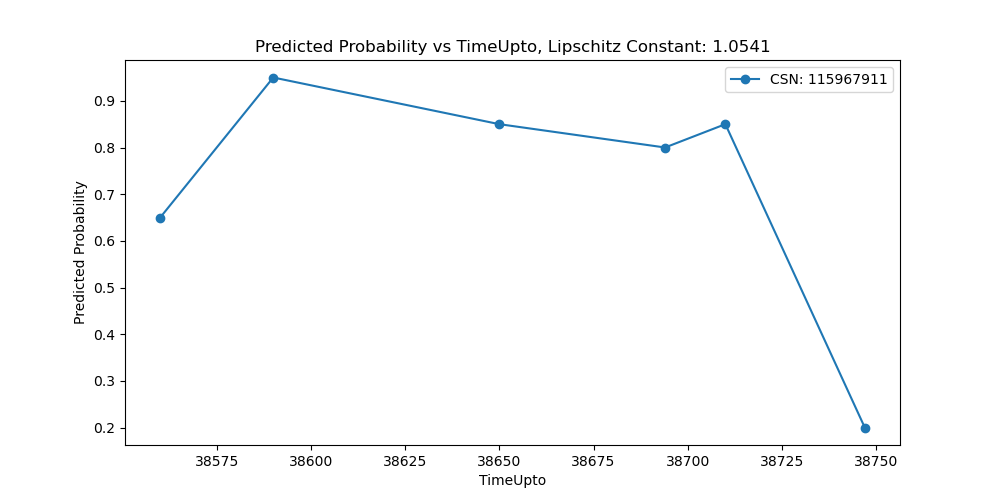 Predicted Probability vs TimeUpto, Lipschitz Constant: 1.0541
CSN: 115967911
Predicted Probability
0.9
0.8
0.7
0.6
0.5
0.4
0.3
0.2
38575 38600 38625 38650 38675 38700 38725 38750
TimeUpto